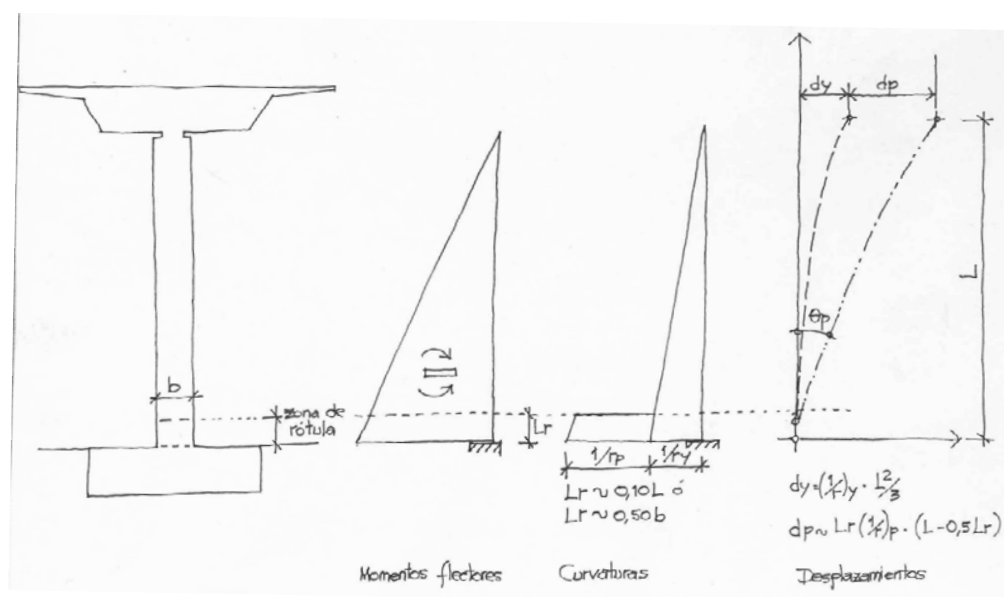 b
zona de
rótula
Momentos flectores
Lr
1/rp
1/ry
Lr ~ 0,10L ó
Lr ~ 0,50b
Curvaturas
dy
dp
θp
L
dy=(1/r)y · L²/3
dp~ Lr(1/r)p · (L-0,5Lr)
Desplazamientos